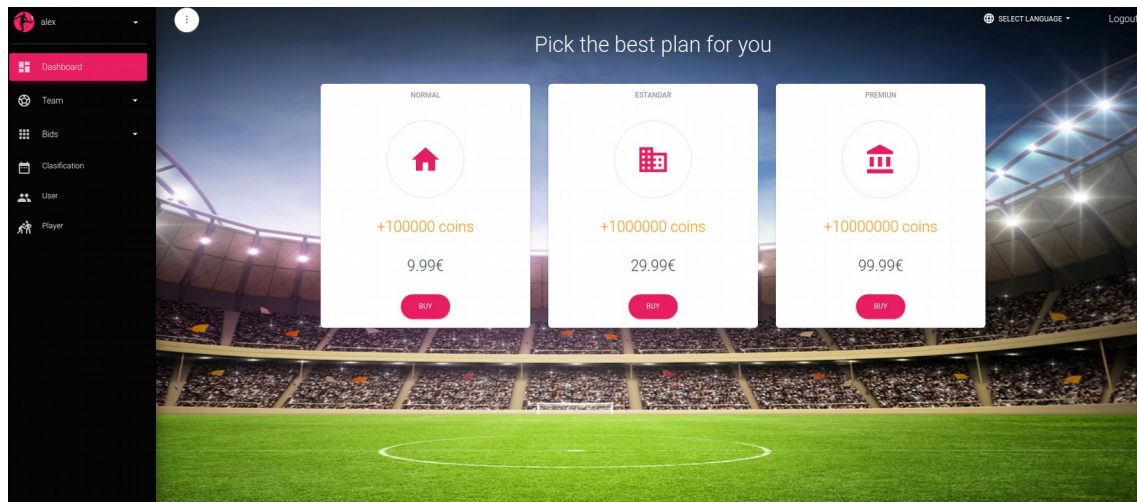 alex
SELECT LANGUAGE
Logout
Pick the best plan for you
Dashboard
Team
Bids
Clasification
User
Player
NORMAL
+100000 coins
9.99€
BUY
ESTANDAR
+1000000 coins
29.99€
BUY
PREMIUN
+10000000 coins
99.99€
BUY